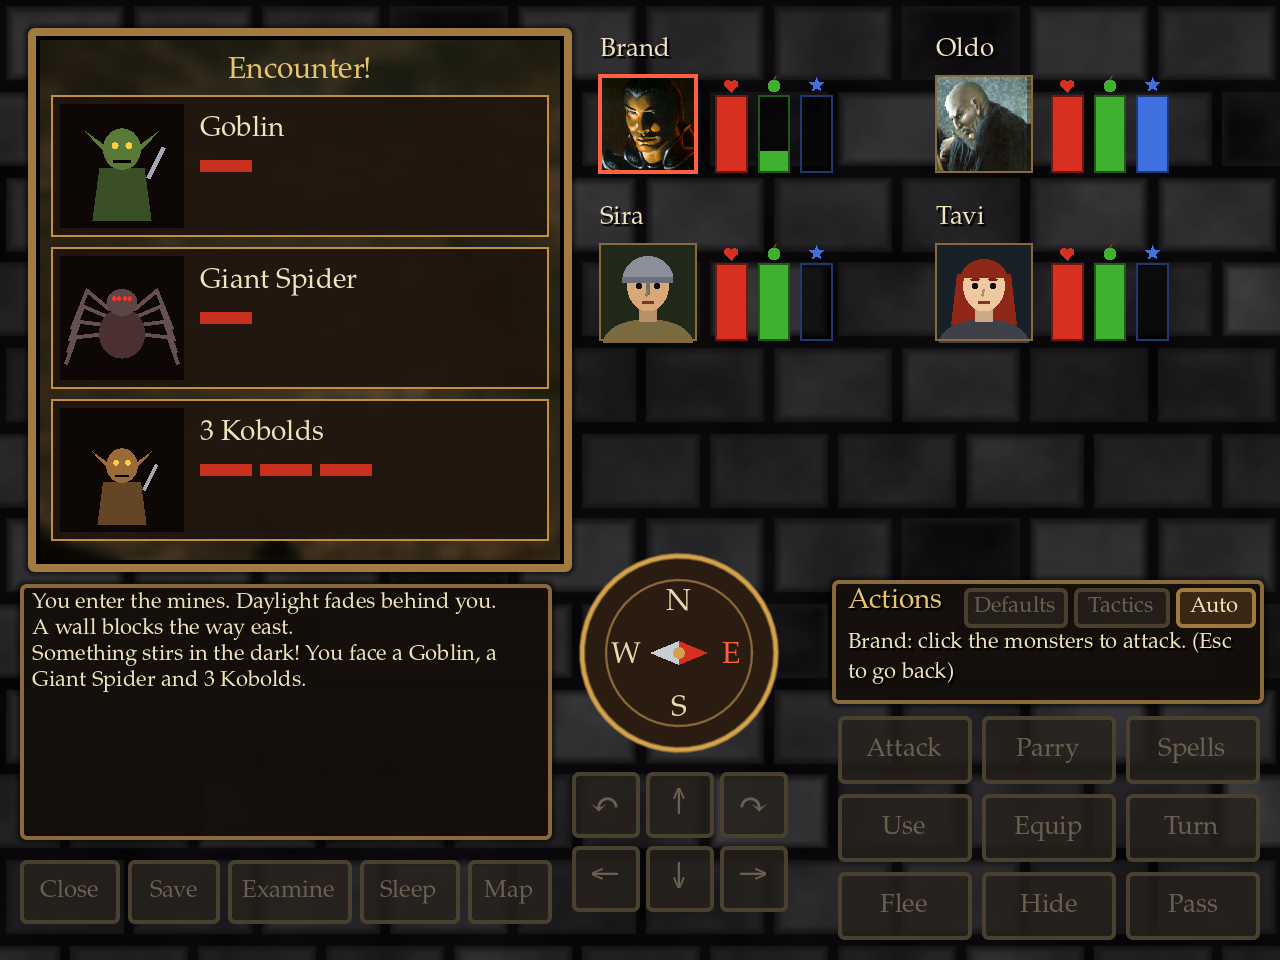 Encounter!
Goblin
Giant Spider
3 Kobolds
Brand
Oldo
Sira
Tavi
You enter the mines. Daylight fades behind you.
A wall blocks the way east.
Something stirs in the dark! You face a Goblin, a
Giant Spider and 3 Kobolds.
N
W E
S
Actions Defaults Tactics Auto
Brand: click the monsters to attack. (Esc
to go back)
Attack Parry Spells
Use Equip Turn
Flee Hide Pass
Close Save Examine Sleep Map